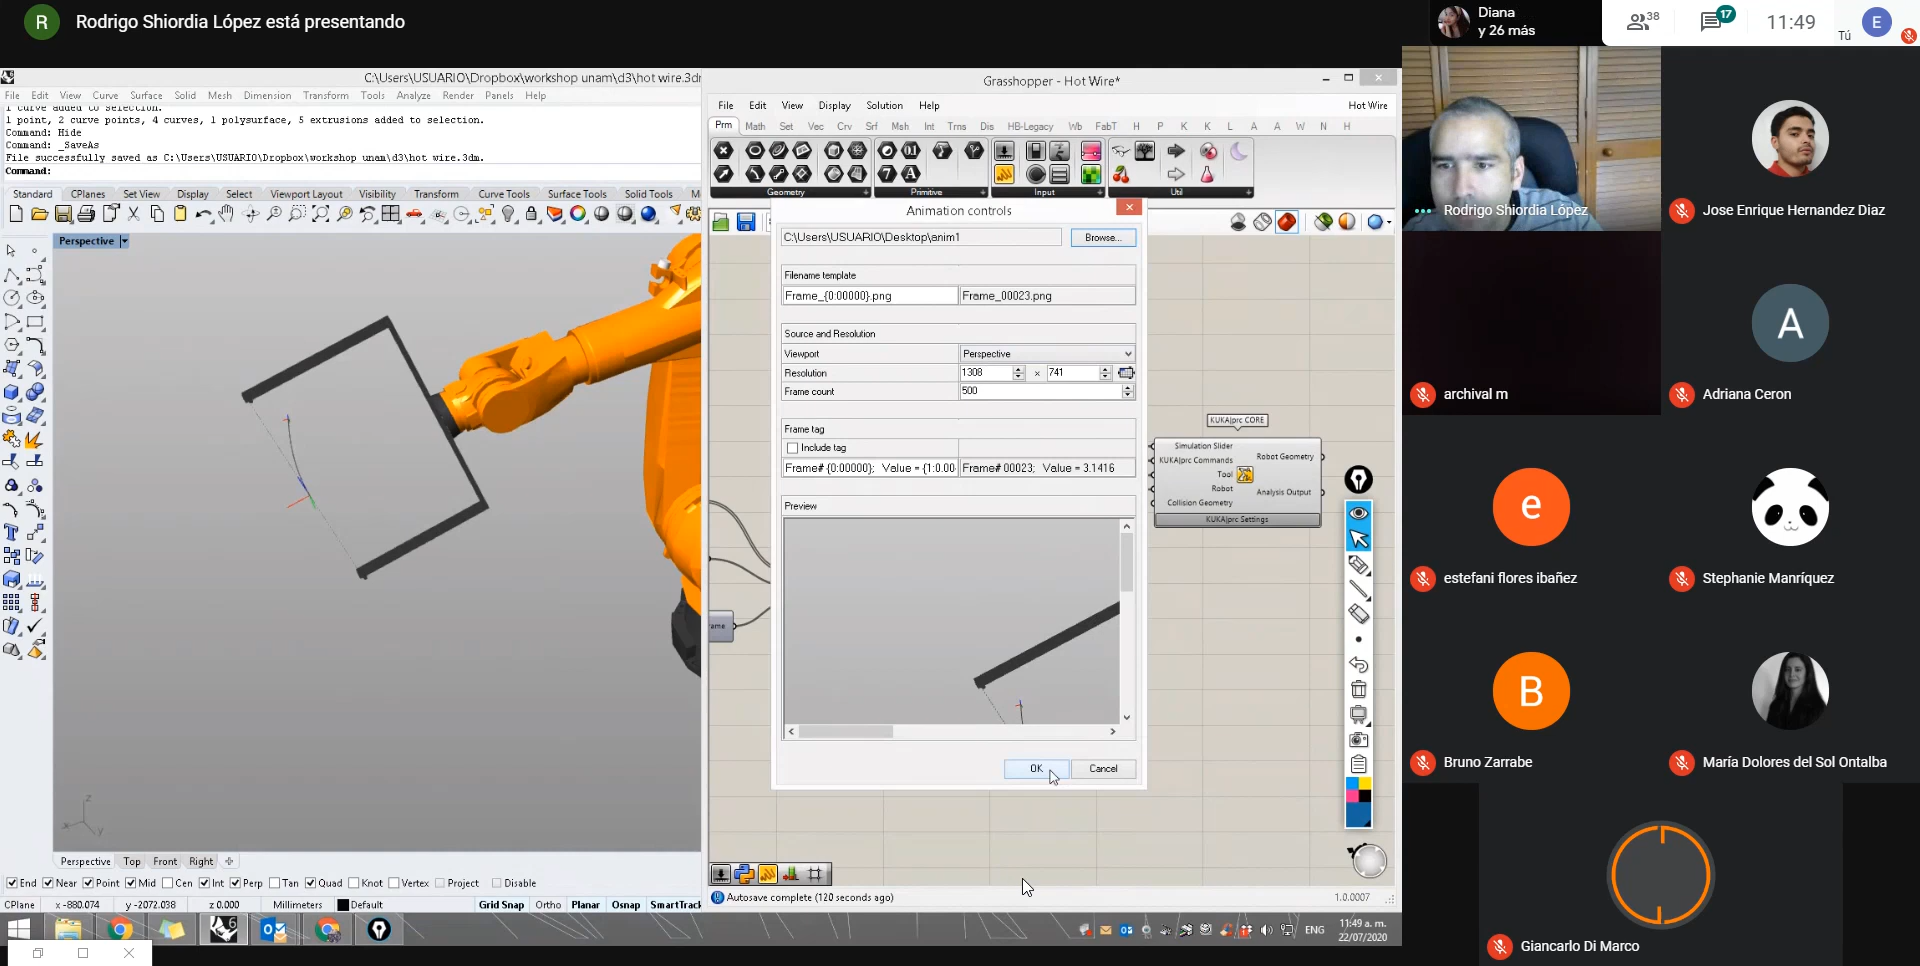 R Rodrigo Shiordia López está presentando
Diana
y 26 más
38
17
11:49
Tú
E
C:\Users\USUARIO\Dropbox\workshop unam\d3\hot wire.3dm
File Edit View Curve Surface Solid Mesh Dimension Transform Tools Analyze Render Panels Help
1 curve added to selection.
1 point, 2 curve points, 4 curves, 1 polysurface, 5 extrusions added to selection.
Command: Hide
Command: _SaveAs
File successfully saved as C:\Users\USUARIO\Dropbox\workshop unam\d3\hot wire.3dm.
Command:
Standard CPlanes Set View Display Select Viewport Layout Visibility Transform Curve Tools Surface Tools Solid Tools M
Perspective
z
x
y
Perspective Top Front Right
End Near Point Mid Cen Int Perp Tan Quad Knot Vertex Project Disable
CPlane x -880.074 y -2072.038 z 0.000 Millimeters Default Grid Snap Ortho Planar Osnap SmartTrack
Grasshopper - Hot Wire*
File Edit View Display Solution Help
Hot Wire
Prm Math Set Vec Crv Srf Msh Int Trns Dis HB-Legacy Wb FabT H P K K L A A W N H
Geometry
Primitive
Input
Util
Animation controls
C:\Users\USUARIO\Desktop\anim1
Browse...
Filename template
Frame_{0:00000}.png
Frame_00023.png
Source and Resolution
Viewport
Perspective
Resolution
1308 x 741
Frame count
500
Frame tag
Include tag
Frame# {0:00000}; Value = {1:0.00
Frame# 00023; Value = 3.1416
Preview
OK
Cancel
KUKA|prc CORE
Simulation Slider
KUKA|prc Commands
Tool
Robot
Collision Geometry
Robot Geometry
Analysis Output
KUKA|prc Settings
ame
Autosave complete (120 seconds ago)
1.0.0007
ENG
11:49 a. m.
22/07/2020
Rodrigo Shiordia López
Jose Enrique Hernandez Diaz
archival m
A
Adriana Ceron
e
estefani flores ibañez
Stephanie Manríquez
B
Bruno Zarrabe
María Dolores del Sol Ontalba
Giancarlo Di Marco